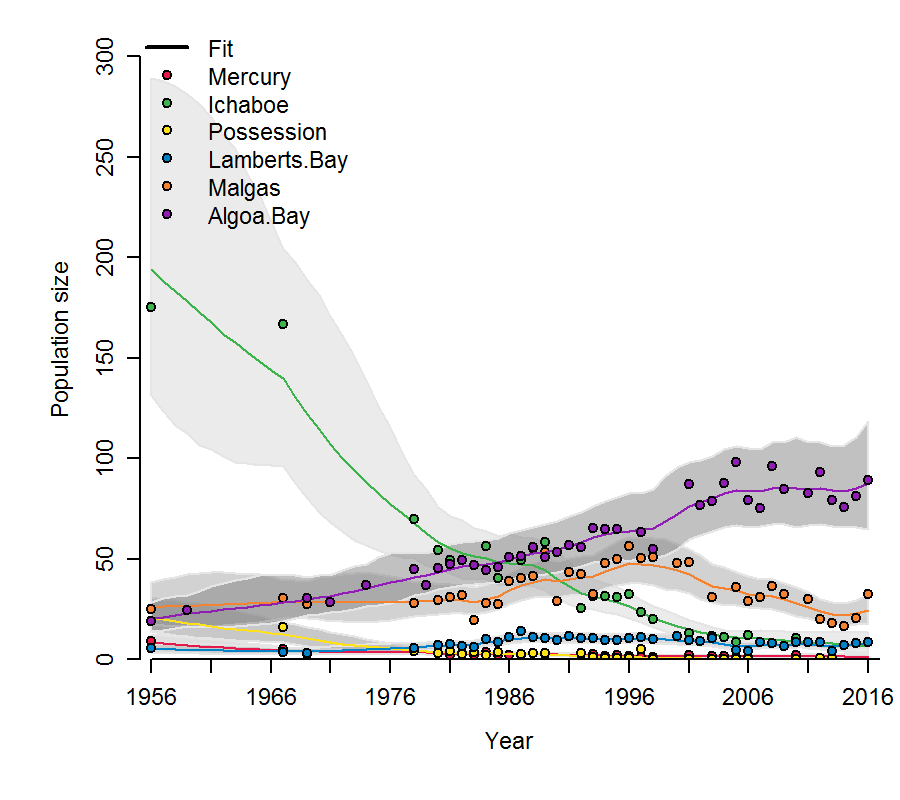 Fit
Mercury
Ichaboe
Possession
Lamberts.Bay
Malgas
Algoa.Bay
Population size
300
250
200
150
100
50
0
1956 1966 1976 1986 1996 2006 2016
Year